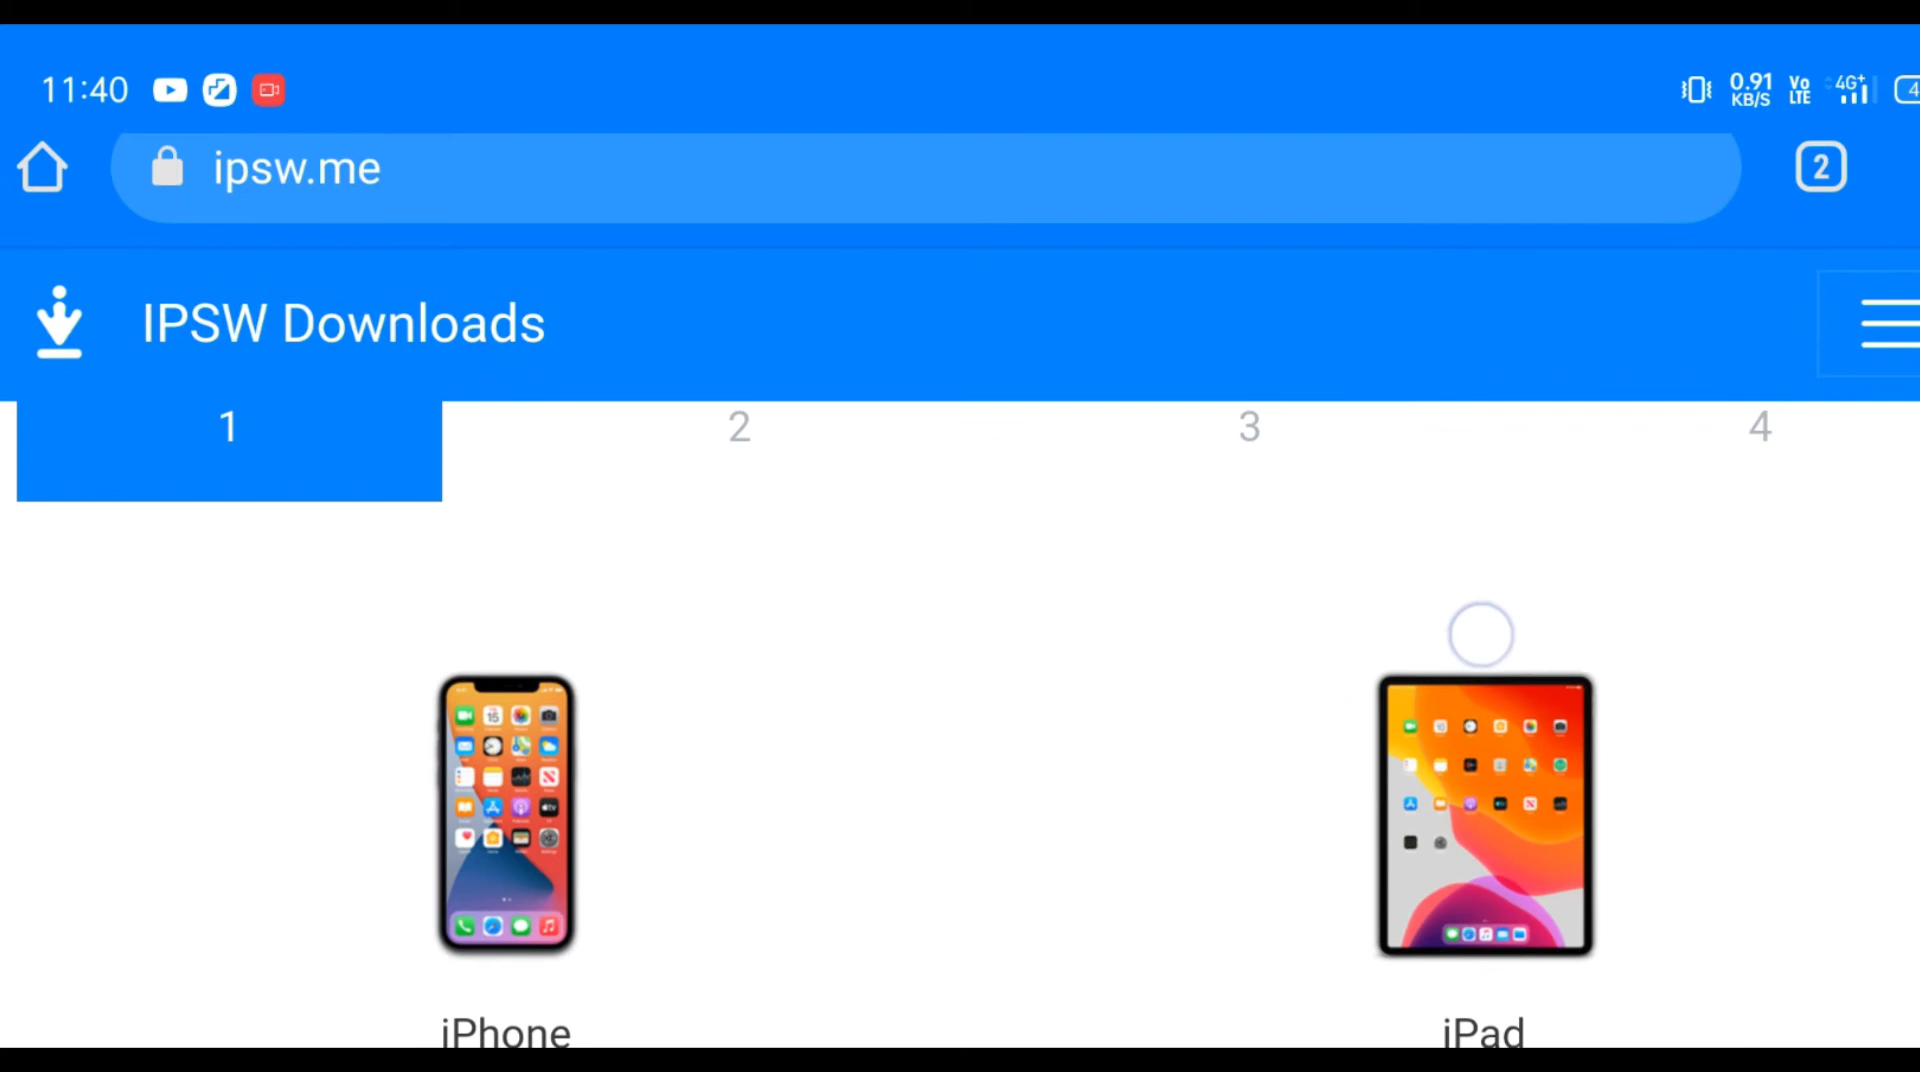 11:40 0.91 KB/S Vo LTE 4G+ 4
ipsw.me 2
IPSW Downloads
1 2 3 4
iPhone iPad